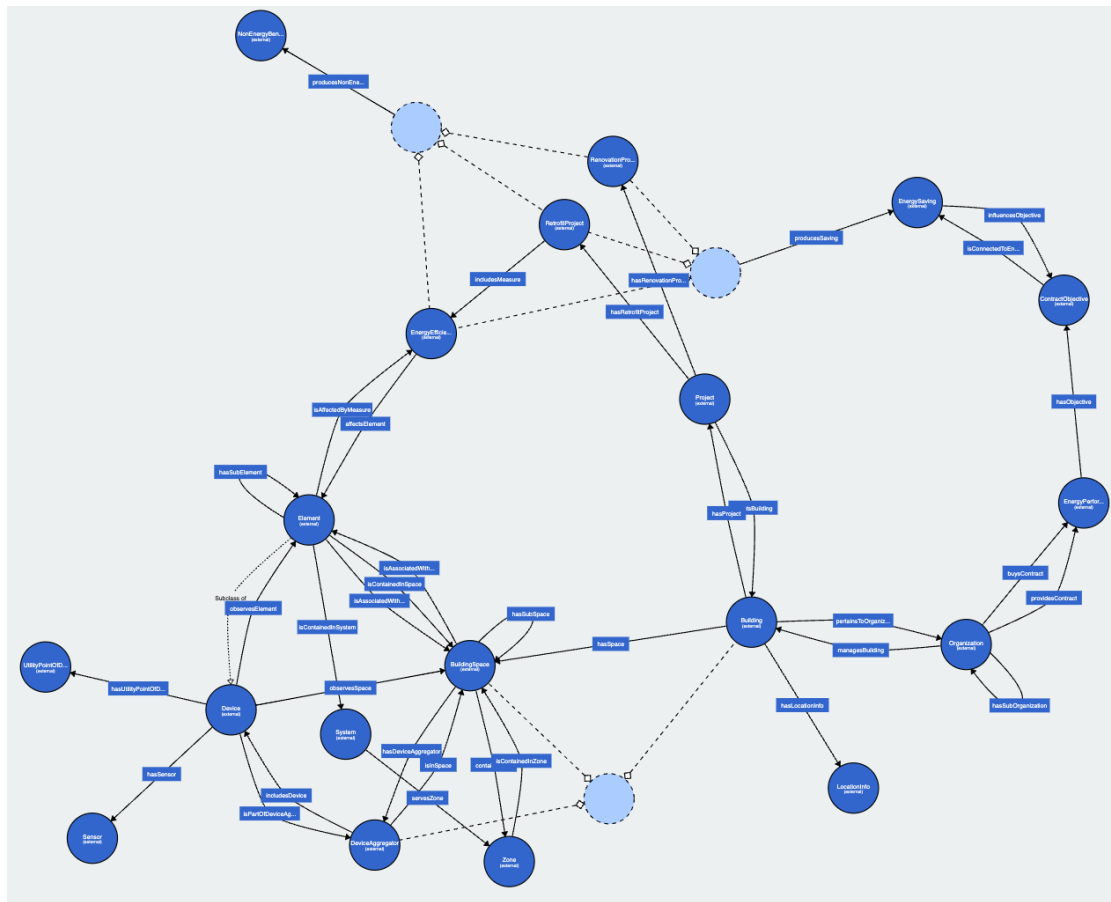 NonEnergyBen...
(external)
producesNonEne...
RenovationPro...
(external)
EnergySaving
(external)
influencesObjective
RetrofitProject
(external)
producesSaving
isConnectedToEn...
includesMeasure
hasRenovationPro...
ContractObjective
(external)
hasRetrofitProject
EnergyEfficie...
(external)
Project
(external)
hasObjective
isAffectedByMeasure
affectsElement
hasSubElement
Element
(external)
hasProject
tsBuilding
EnergyPerfor...
(external)
isAssociatedWith...
isContainedInSpace
isAssociatedWith...
buysContract
Subclass of
observesElement
providesContract
hasSubSpace
isContainedInSystem
Building
(external)
pertainsToOrganiz...
hasSpace
managesBuilding
Organization
(external)
UtilityPointOfD...
(external)
BuildingSpace
(external)
hasUtilityPointOfD...
observesSpace
hasLocationInfo
hasSubOrganization
Device
(external)
System
(external)
hasDeviceAggregator
isInSpace
contai
isContainedInZone
hasSensor
includesDevice
servesZone
LocationInfo
(external)
isPartOfDeviceAg...
Sensor
(external)
DeviceAggregator
(external)
Zone
(external)